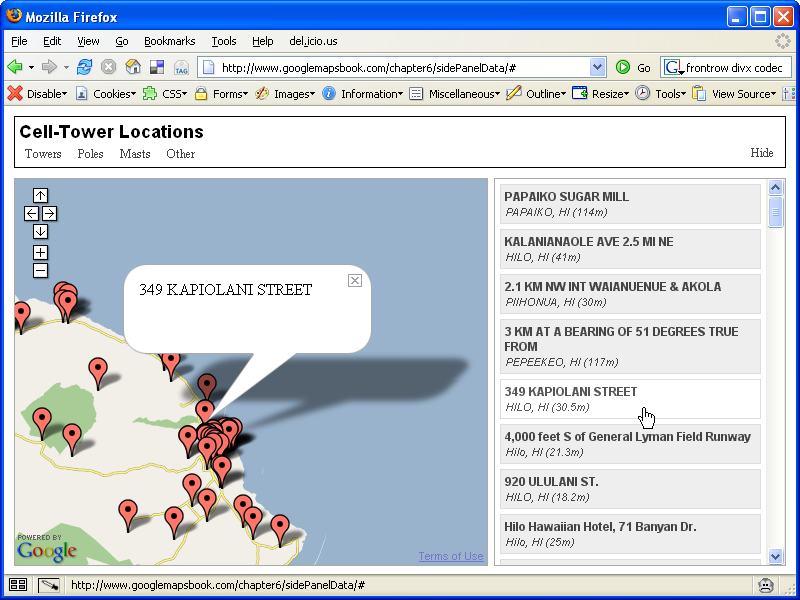 Mozilla Firefox
File Edit View Go Bookmarks Tools Help del.icio.us
TAG http://www.googlemapsbook.com/chapter6/sidePanelData/# Go G frontrow divx codec
Disable Cookies CSS Forms Images Information Miscellaneous Outline Resize Tools View Source
Cell-Tower Locations
Towers Poles Masts Other Hide
349 KAPIOLANI STREET
POWERED BY
Google
Terms of Use
PAPAIKO SUGAR MILL
PAPAIKO, HI (114m)
KALANIANAOLE AVE 2.5 MI NE
HILO, HI (41m)
2.1 KM NW INT WAIANUENUE & AKOLA
PIIHONUA, HI (30m)
3 KM AT A BEARING OF 51 DEGREES TRUE
FROM
PEPEEKEO, HI (117m)
349 KAPIOLANI STREET
HILO, HI (30.5m)
4,000 feet S of General Lyman Field Runway
Hilo, HI (21.3m)
920 ULULANI ST.
HILO, HI (18.2m)
Hilo Hawaiian Hotel, 71 Banyan Dr.
Hilo, HI (25m)
http://www.googlemapsbook.com/chapter6/sidePanelData/#